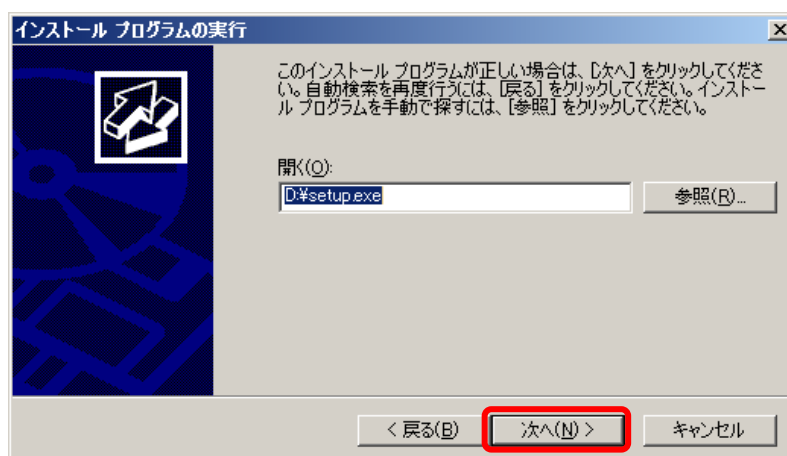 インストール プログラムの実行
このインストール プログラムが正しい場合は、[次へ] をクリックしてくださ
い。自動検索を再度行うには、[戻る] をクリックしてください。インストー
ル プログラムを手動で探すには、[参照] をクリックしてください。
開く(O):
D:¥setup.exe
参照(R)...
< 戻る(B)
次へ(N) >
キャンセル